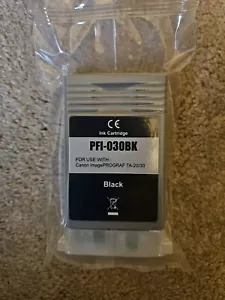 CE
Ink Cartridge
PFI-030BK
FOR USE WITH:
Canon imagePROGRAF TA-20/30
Black